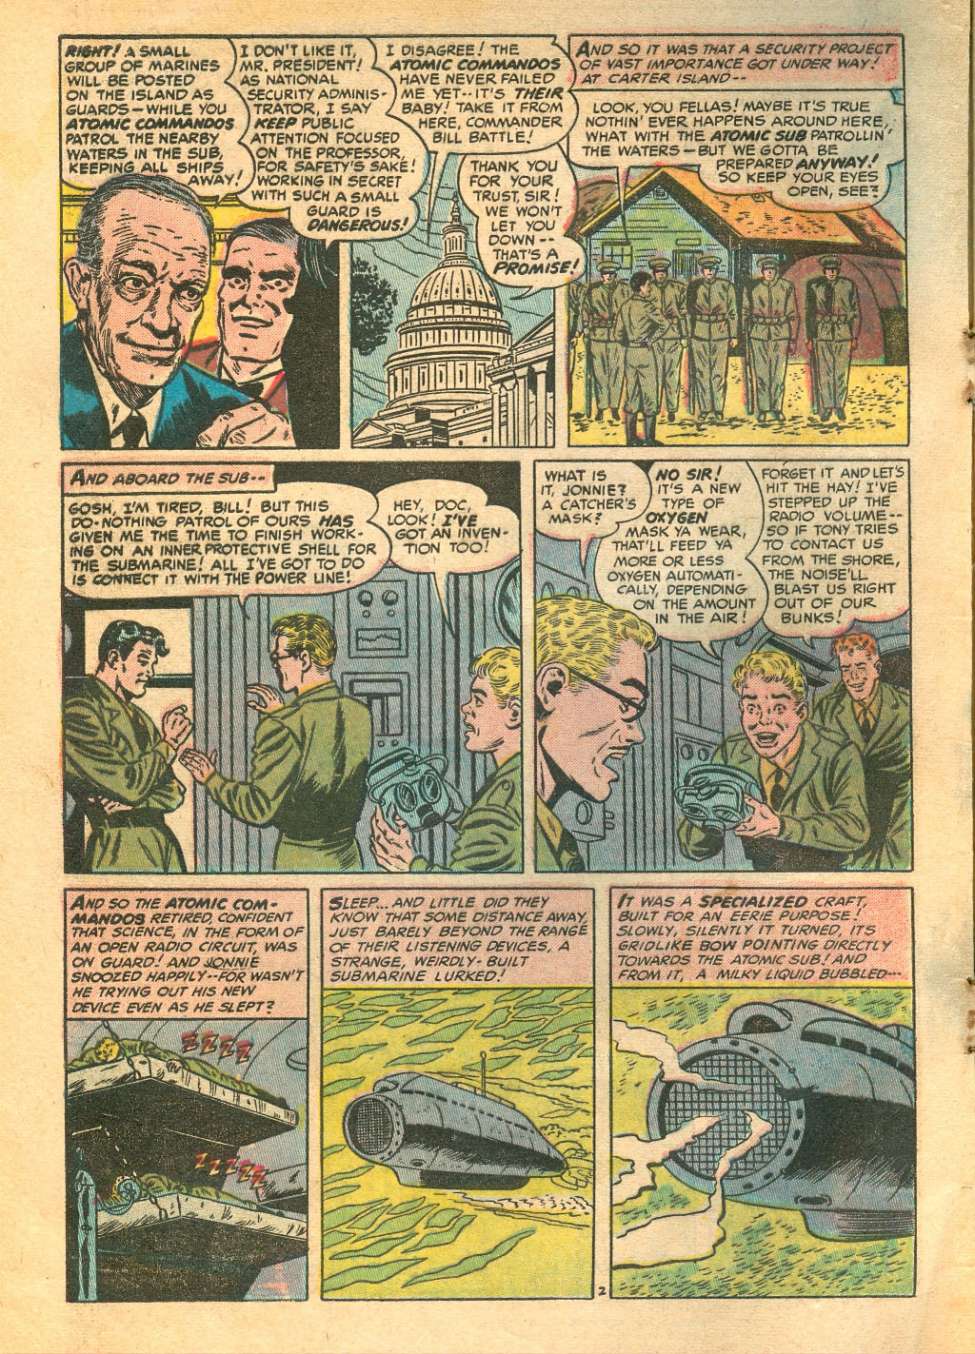 RIGHT! A SMALL
GROUP OF MARINES
WILL BE POSTED
ON THE ISLAND AS
GUARDS--WHILE YOU
ATOMIC COMMANDOS
PATROL THE NEARBY
WATERS IN THE SUB,
KEEPING ALL SHIPS
AWAY!
I DON'T LIKE IT,
MR. PRESIDENT!
AS NATIONAL
SECURITY ADMINIS-
TRATOR, I SAY
KEEP PUBLIC
ATTENTION FOCUSED
ON THE PROFESSOR,
FOR SAFETY'S SAKE!
WORKING IN SECRET
WITH SUCH A SMALL
GUARD IS
DANGEROUS!
I DISAGREE! THE
ATOMIC COMMANDOS
HAVE NEVER FAILED
ME YET--IT'S THEIR
BABY! TAKE IT FROM
HERE, COMMANDER
BILL BATTLE!
THANK YOU
FOR YOUR
TRUST, SIR!
WE WON'T
LET YOU
DOWN--
THAT'S A
PROMISE!
AND SO IT WAS THAT A SECURITY PROJECT
OF VAST IMPORTANCE GOT UNDER WAY!
AT CARTER ISLAND--
LOOK, YOU FELLAS! MAYBE IT'S TRUE
NOTHIN' EVER HAPPENS AROUND HERE,
WHAT WITH THE ATOMIC SUB PATROLLIN'
THE WATERS--BUT WE GOTTA BE
PREPARED ANYWAY!
SO KEEP YOUR EYES
OPEN, SEE?
AND ABOARD THE SUB--
GOSH, I'M TIRED, BILL! BUT THIS
DO-NOTHING PATROL OF OURS HAS
GIVEN ME THE TIME TO FINISH WORK-
ING ON AN INNER PROTECTIVE SHELL FOR
THE SUBMARINE! ALL I'VE GOT TO DO
IS CONNECT IT WITH THE POWER LINE!
HEY, DOC,
LOOK! I'VE
GOT AN INVEN-
TION TOO!
WHAT IS
IT, JONNIE?
A CATCHER'S
MASK?
NO SIR!
IT'S A NEW
TYPE OF
OXYGEN
MASK YA WEAR,
THAT'LL FEED YA
MORE OR LESS
OXYGEN AUTOMATI-
CALLY, DEPENDING
ON THE AMOUNT
IN THE AIR!
FORGET IT AND LET'S
HIT THE HAY! I'VE
STEPPED UP THE
RADIO VOLUME--
SO IF TONY TRIES
TO CONTACT US
FROM THE SHORE,
THE NOISE'LL
BLAST US RIGHT
OUT OF OUR
BUNKS!
AND SO THE ATOMIC COM-
MANDOS RETIRED, CONFIDENT
THAT SCIENCE, IN THE FORM OF
AN OPEN RADIO CIRCUIT, WAS
ON GUARD! AND JONNIE
SNOOZED HAPPILY--FOR WASN'T
HE TRYING OUT HIS NEW
DEVICE EVEN AS HE SLEPT?
ZZZZ
ZZZZZ
SLEEP...AND LITTLE DID THEY
KNOW THAT SOME DISTANCE AWAY,
JUST BARELY BEYOND THE RANGE
OF THEIR LISTENING DEVICES, A
STRANGE, WEIRDLY-BUILT
SUBMARINE LURKED!
IT WAS A SPECIALIZED CRAFT,
BUILT FOR AN EERIE PURPOSE!
SLOWLY, SILENTLY IT TURNED, ITS
GRIDLIKE BOW POINTING DIRECTLY
TOWARDS THE ATOMIC SUB! AND
FROM IT, A MILKY LIQUID BUBBLED---
2